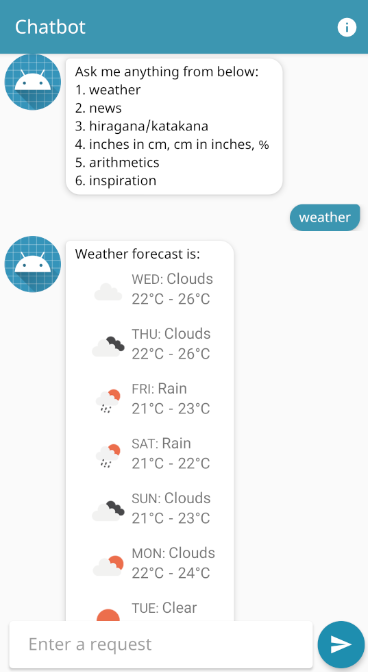 Chatbot
Ask me anything from below:
1. weather
2. news
3. hiragana/katakana
4. inches in cm, cm in inches, %
5. arithmetics
6. inspiration
weather
Weather forecast is:
WED: Clouds
22°C - 26°C
THU: Clouds
22°C - 26°C
FRI: Rain
21°C - 23°C
SAT: Rain
21°C - 22°C
SUN: Clouds
21°C - 23°C
MON: Clouds
22°C - 24°C
TUE: Clear
Enter a request